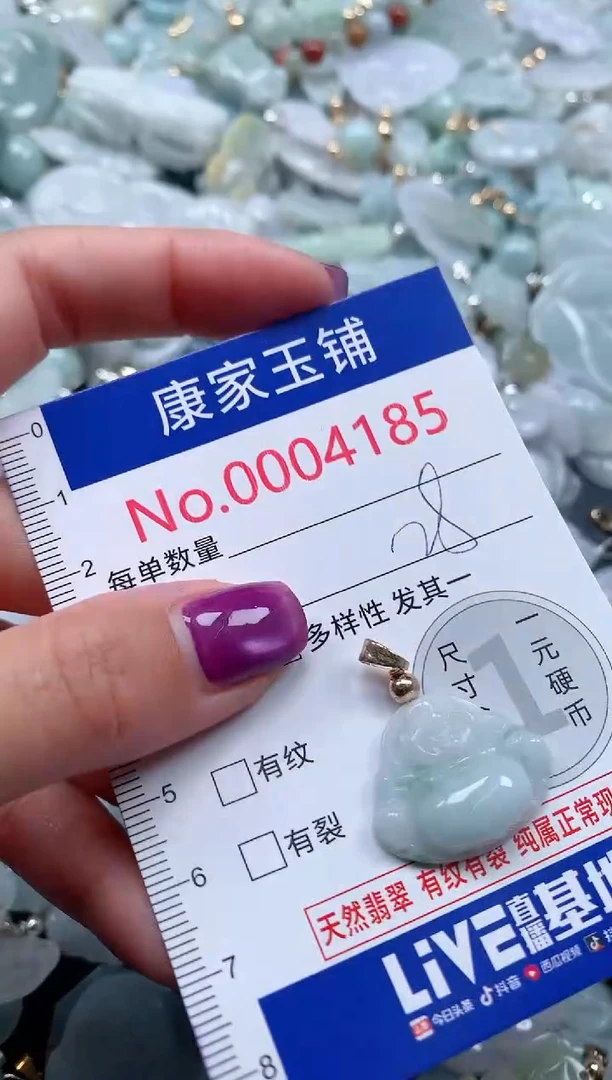 康家玉铺
No.0004185
每单数量 28
多样性 发其一
一元硬币
尺寸
1
有纹
有裂
天然翡翠 有纹有裂 纯属正常现
LiVE直播基地
今日头条 抖音 西瓜视频
0
1
2
5
6
7
8